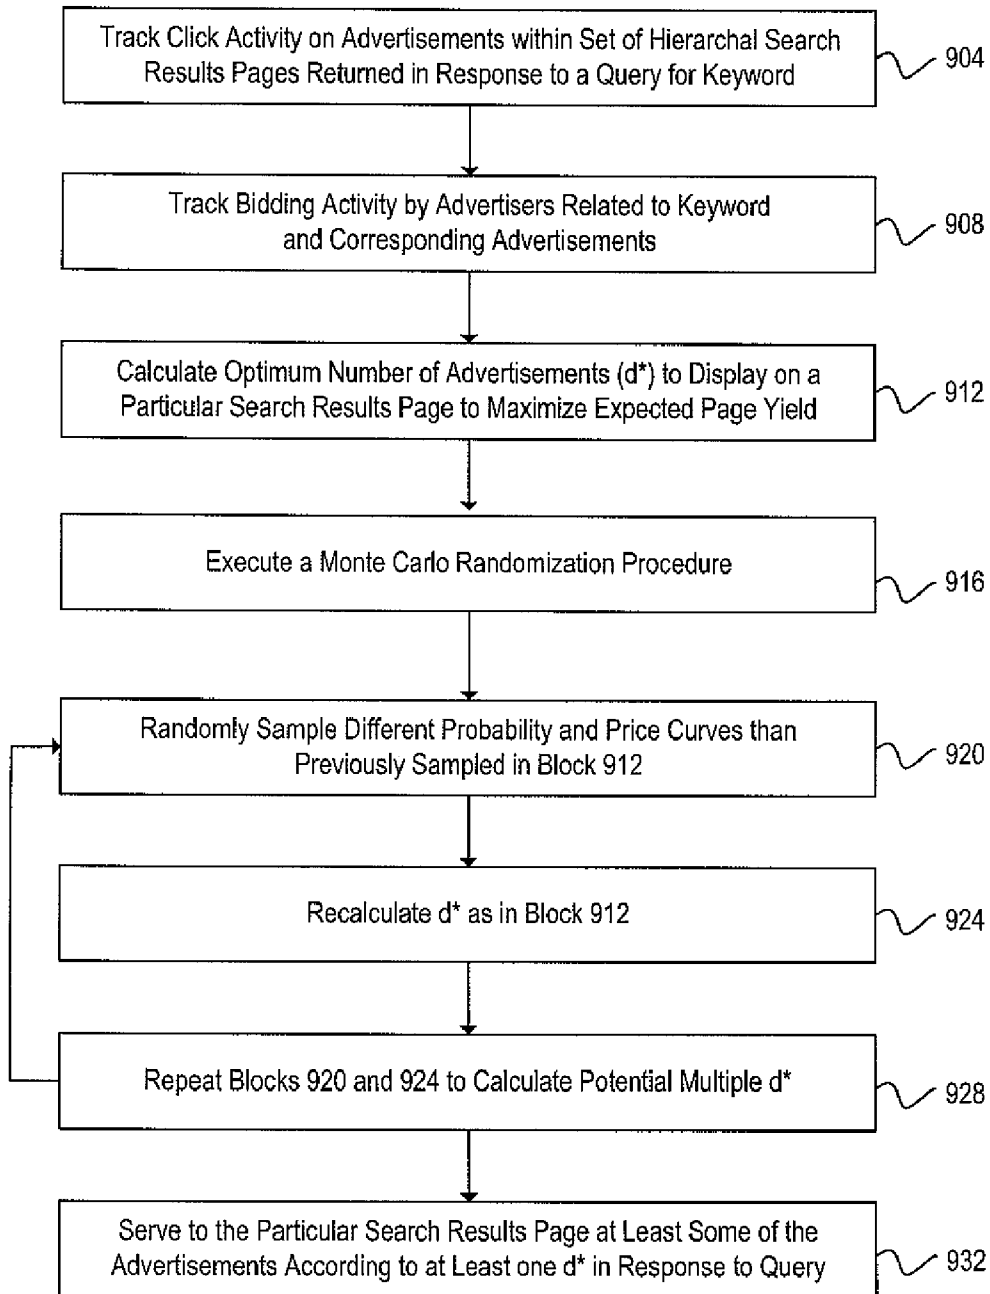 Track Click Activity on Advertisements within Set of Hierarchal Search
Results Pages Returned in Response to a Query for Keyword
904
Track Bidding Activity by Advertisers Related to Keyword
and Corresponding Advertisements
908
Calculate Optimum Number of Advertisements (d*) to Display on a
Particular Search Results Page to Maximize Expected Page Yield
912
Execute a Monte Carlo Randomization Procedure
916
Randomly Sample Different Probability and Price Curves than
Previously Sampled in Block 912
920
Recalculate d* as in Block 912
924
Repeat Blocks 920 and 924 to Calculate Potential Multiple d*
928
Serve to the Particular Search Results Page at Least Some of the
Advertisements According to at Least one d* in Response to Query
932